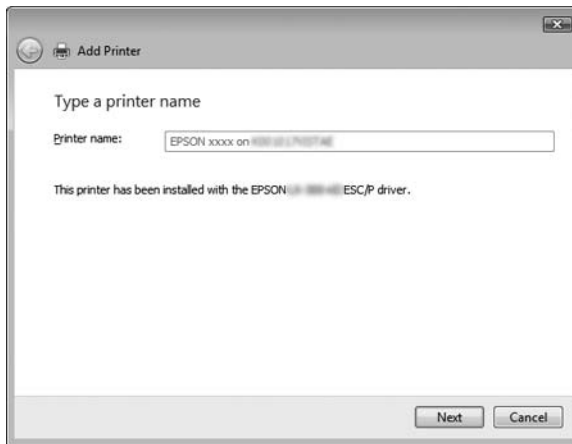 Add Printer
Type a printer name
Printer name:
EPSON xxxx on
This printer has been installed with the EPSON ESC/P driver.
Next
Cancel